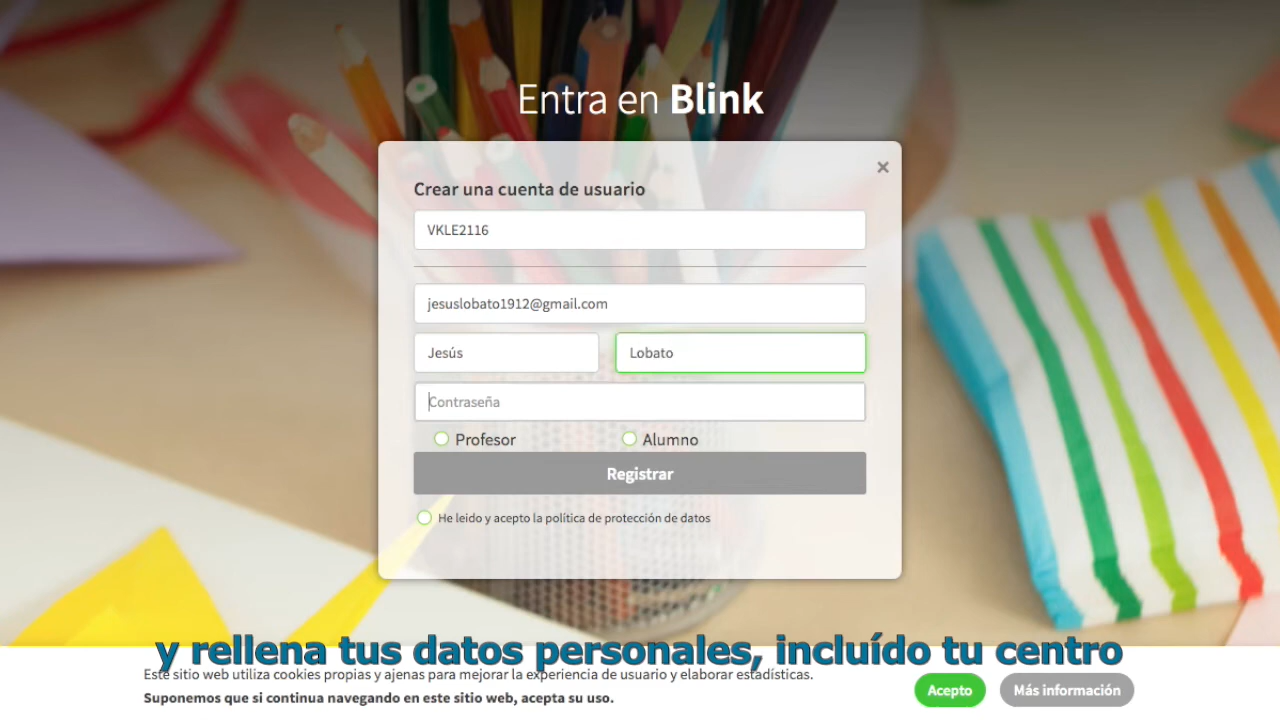 Entra en Blink
×
Crear una cuenta de usuario
VKLE2116
jesuslobato1912@gmail.com
Jesús
Lobato
Contraseña
Profesor
Alumno
Registrar
He leido y acepto la política de protección de datos
y rellena tus datos personales, incluído tu centro
Este sitio web utiliza cookies propias y ajenas para mejorar la experiencia de usuario y elaborar estadísticas.
Suponemos que si continua navegando en este sitio web, acepta su uso.
Acepto
Más información